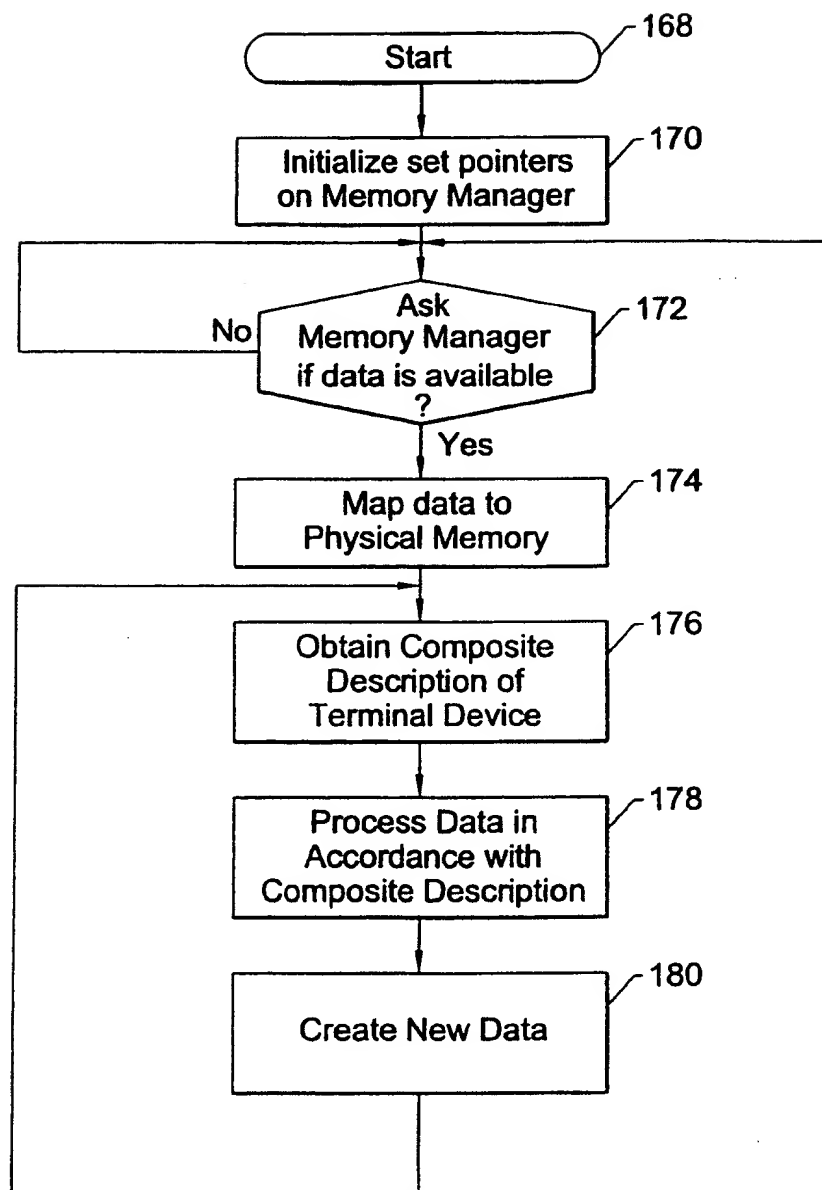 Start
168
Initialize set pointers
on Memory Manager
170
Ask
Memory Manager
if data is available
?
172
No
Yes
Map data to
Physical Memory
174
Obtain Composite
Description of
Terminal Device
176
Process Data in
Accordance with
Composite Description
178
Create New Data
180